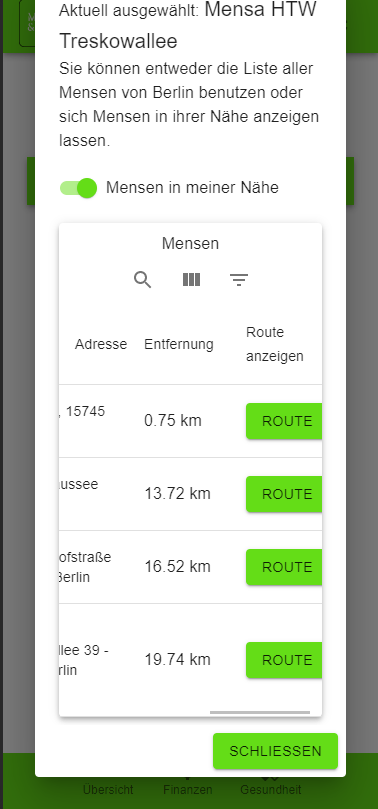 Aktuell ausgewählt: Mensa HTW
Treskowallee
Sie können entweder die Liste aller
Mensen von Berlin benutzen oder
sich Mensen in ihrer Nähe anzeigen
lassen.
Mensen in meiner Nähe
Mensen
Adresse Entfernung Route
anzeigen
, 15745
0.75 km ROUTE
aussee
13.72 km ROUTE
ofstraße
Berlin
16.52 km ROUTE
llee 39 -
rlin
19.74 km ROUTE
SCHLIESSEN
Übersicht Finanzen Gesundheit